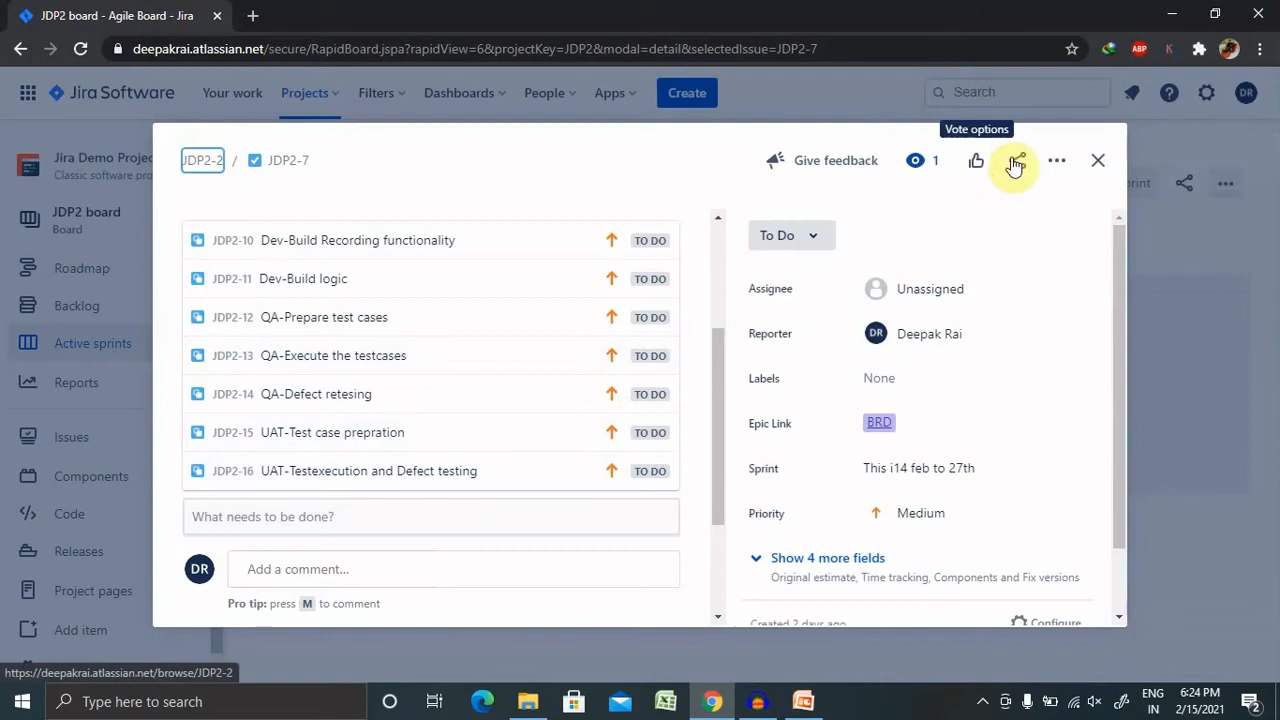 JDP2 board - Agile Board - Jira
deepakrai.atlassian.net/secure/RapidBoard.jspa?rapidView=6&projectKey=JDP2&modal=detail&selectedIssue=JDP2-7
ABP
K
Jira Software
Your work
Projects
Filters
Dashboards
People
Apps
Create
Search
DR
Vote options
Jira Demo Projec
Classic software pro
JDP2 board
Board
Roadmap
Backlog
Active sprints
Reports
Issues
Components
Code
Releases
Project pages
Add item
JDP2-2 / JDP2-7
Give feedback
1
print
JDP2-10 Dev-Build Recording functionality TO DO
JDP2-11 Dev-Build logic TO DO
JDP2-12 QA-Prepare test cases TO DO
JDP2-13 QA-Execute the testcases TO DO
JDP2-14 QA-Defect retesing TO DO
JDP2-15 UAT-Test case prepration TO DO
JDP2-16 UAT-Testexecution and Defect testing TO DO
What needs to be done?
DR
Add a comment...
Pro tip: press M to comment
To Do
Assignee Unassigned
Reporter DR Deepak Rai
Labels None
Epic Link BRD
Sprint This i14 feb to 27th
Priority Medium
Show 4 more fields
Original estimate, Time tracking, Components and Fix versions
Created 2 days ago
Configure
https://deepakrai.atlassian.net/browse/JDP2-2
Type here to search
ENG
IN
6:24 PM
2/15/2021
2